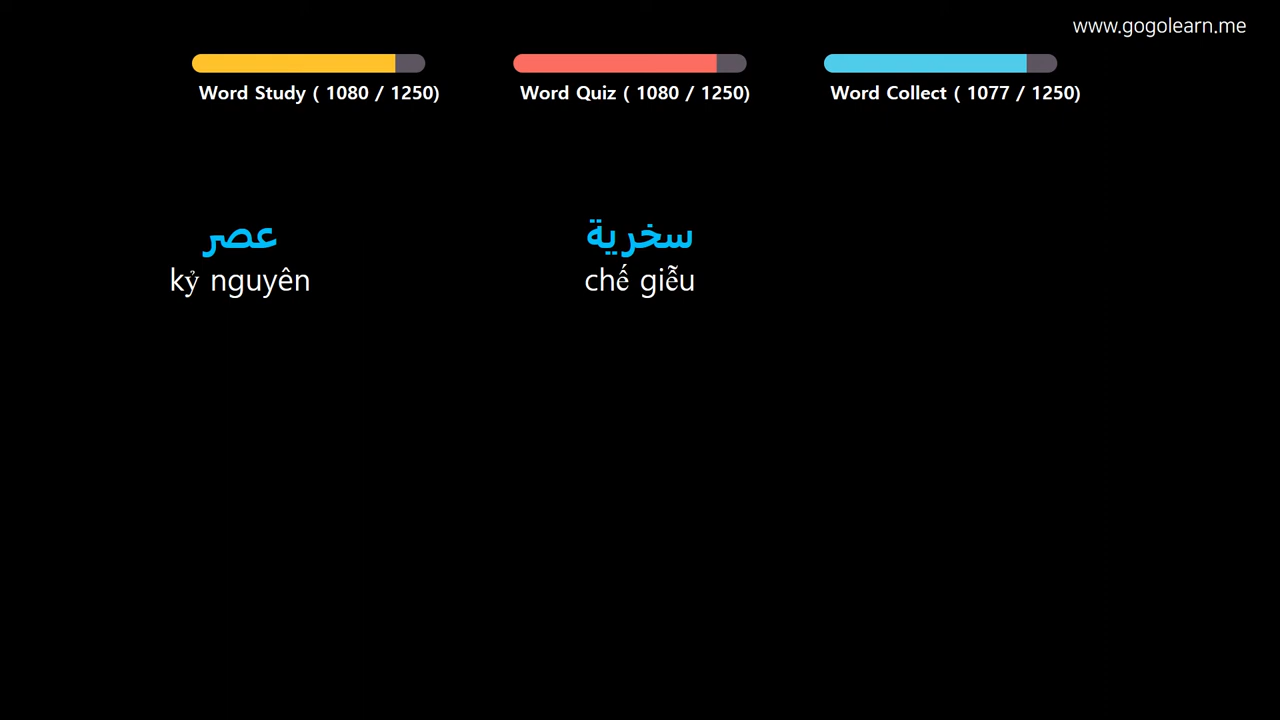 www.gogolearn.me
Word Study ( 1080 / 1250)
Word Quiz ( 1080 / 1250)
Word Collect ( 1077 / 1250)
عصر
kỷ nguyên
سخرية
chế giễu